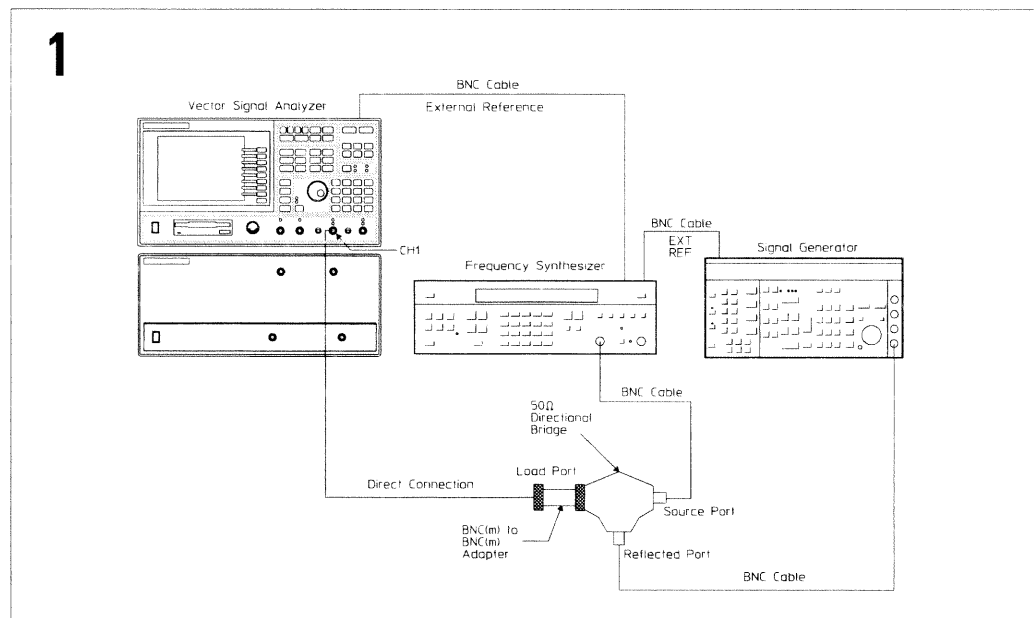 1
BNC Cable
Vector Signal Analyzer
External Reference
BNC Cable
EXT
REF
Signal Generator
CH1
Frequency Synthesizer
BNC Cable
50Ω
Directional
Bridge
Load Port
Direct Connection
Source Port
BNC(m) to
BNC(m)
Adapter
Reflected Port
BNC Cable